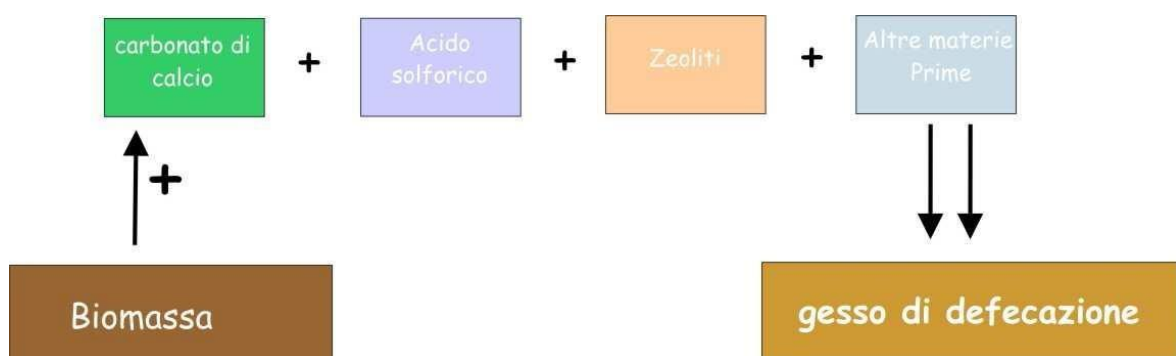 carbonato di
calcio
+
Acido
solforico
+
Zeoliti
+
Altre materie
Prime
+
Biomassa
gesso di defecazione